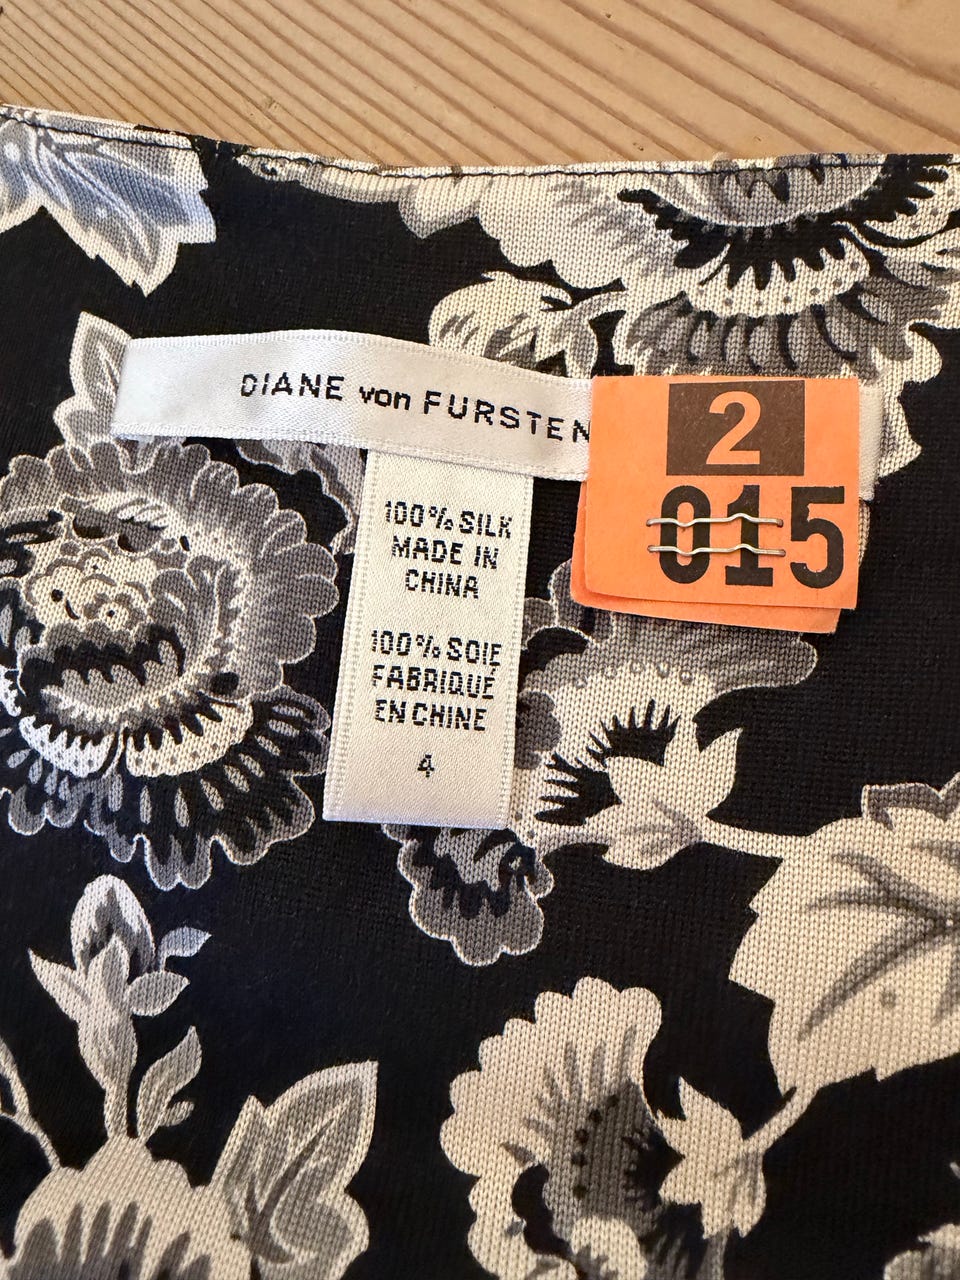 DIANE von FURSTEN
2
015
100% SILK
MADE IN
CHINA
100% SOIE
FABRIQUÉ
EN CHINE
4